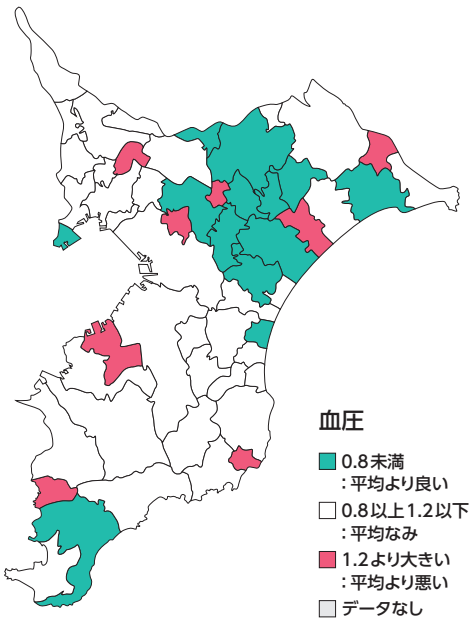 血圧
0.8未満
:平均より良い
0.8以上1.2以下
:平均なみ
1.2より大きい
:平均より悪い
データなし